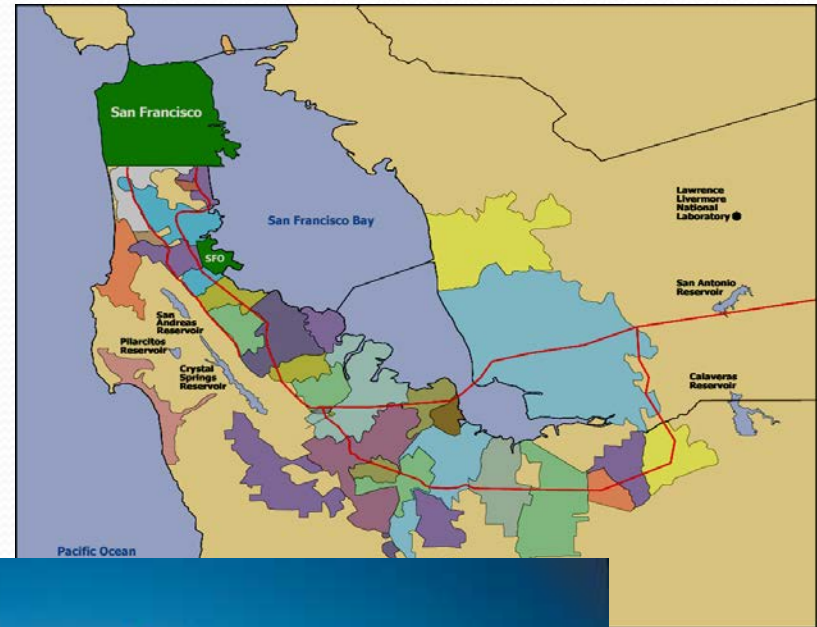 San Francisco
San Francisco Bay
Lawrence
Livermore
National
Laboratory
SFO
San Antonio
Reservoir
San
Andreas
Reservoir
Pilarcitos
Reservoir
Crystal
Springs
Reservoir
Calaveras
Reservoir
Pacific Ocean